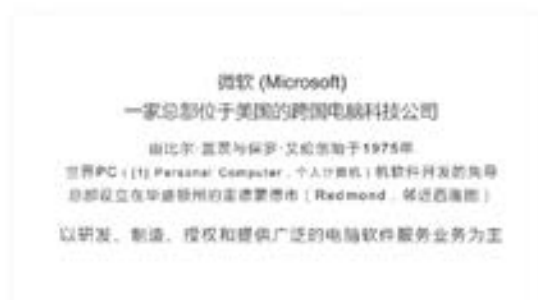 微软 (Microsoft)
一家总部位于美国的跨国电脑科技公司
由比尔·盖茨与保罗·艾伦创始于1975年
世界PC（[1] Personal Computer，个人计算机）机软件开发的先导
总部设立在华盛顿州的雷德蒙德市（Redmond，邻近西雅图）
以研发、制造、授权和提供广泛的电脑软件服务业务为主